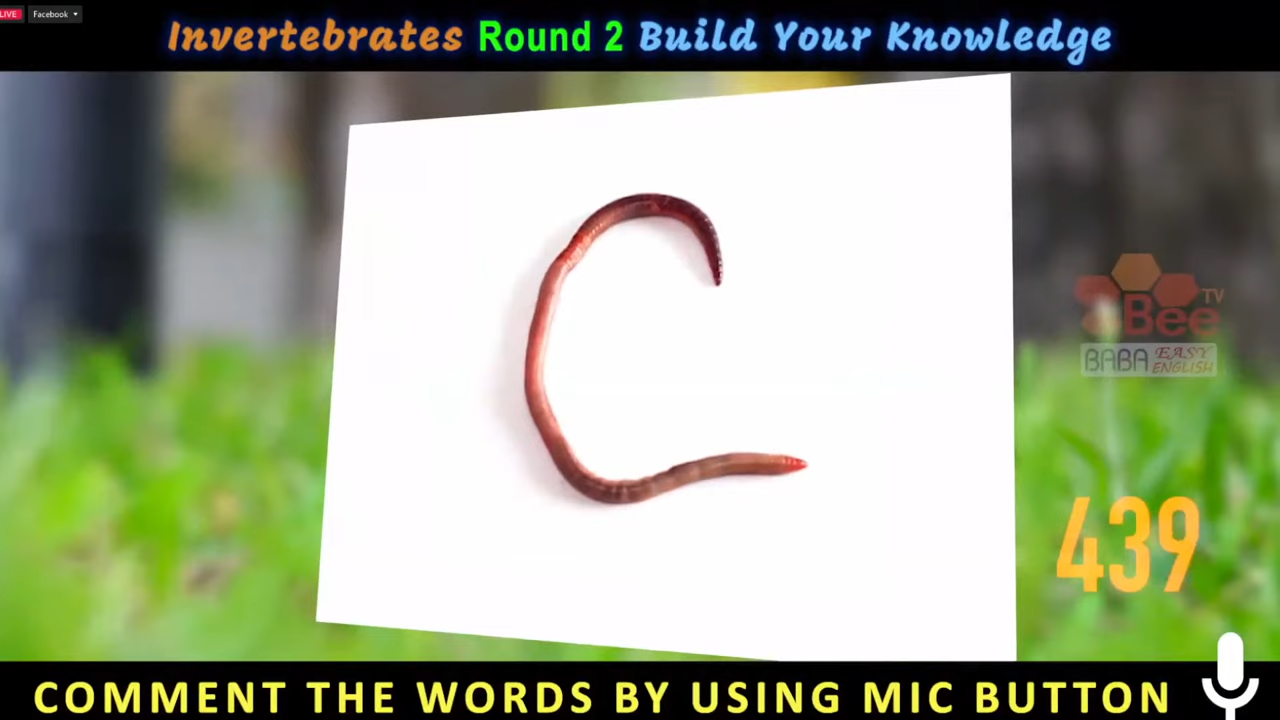 LIVE
Facebook
Invertebrates Round 2 Build Your Knowledge
Bee TV
BABA EASY ENGLISH
439
COMMENT THE WORDS BY USING MIC BUTTON